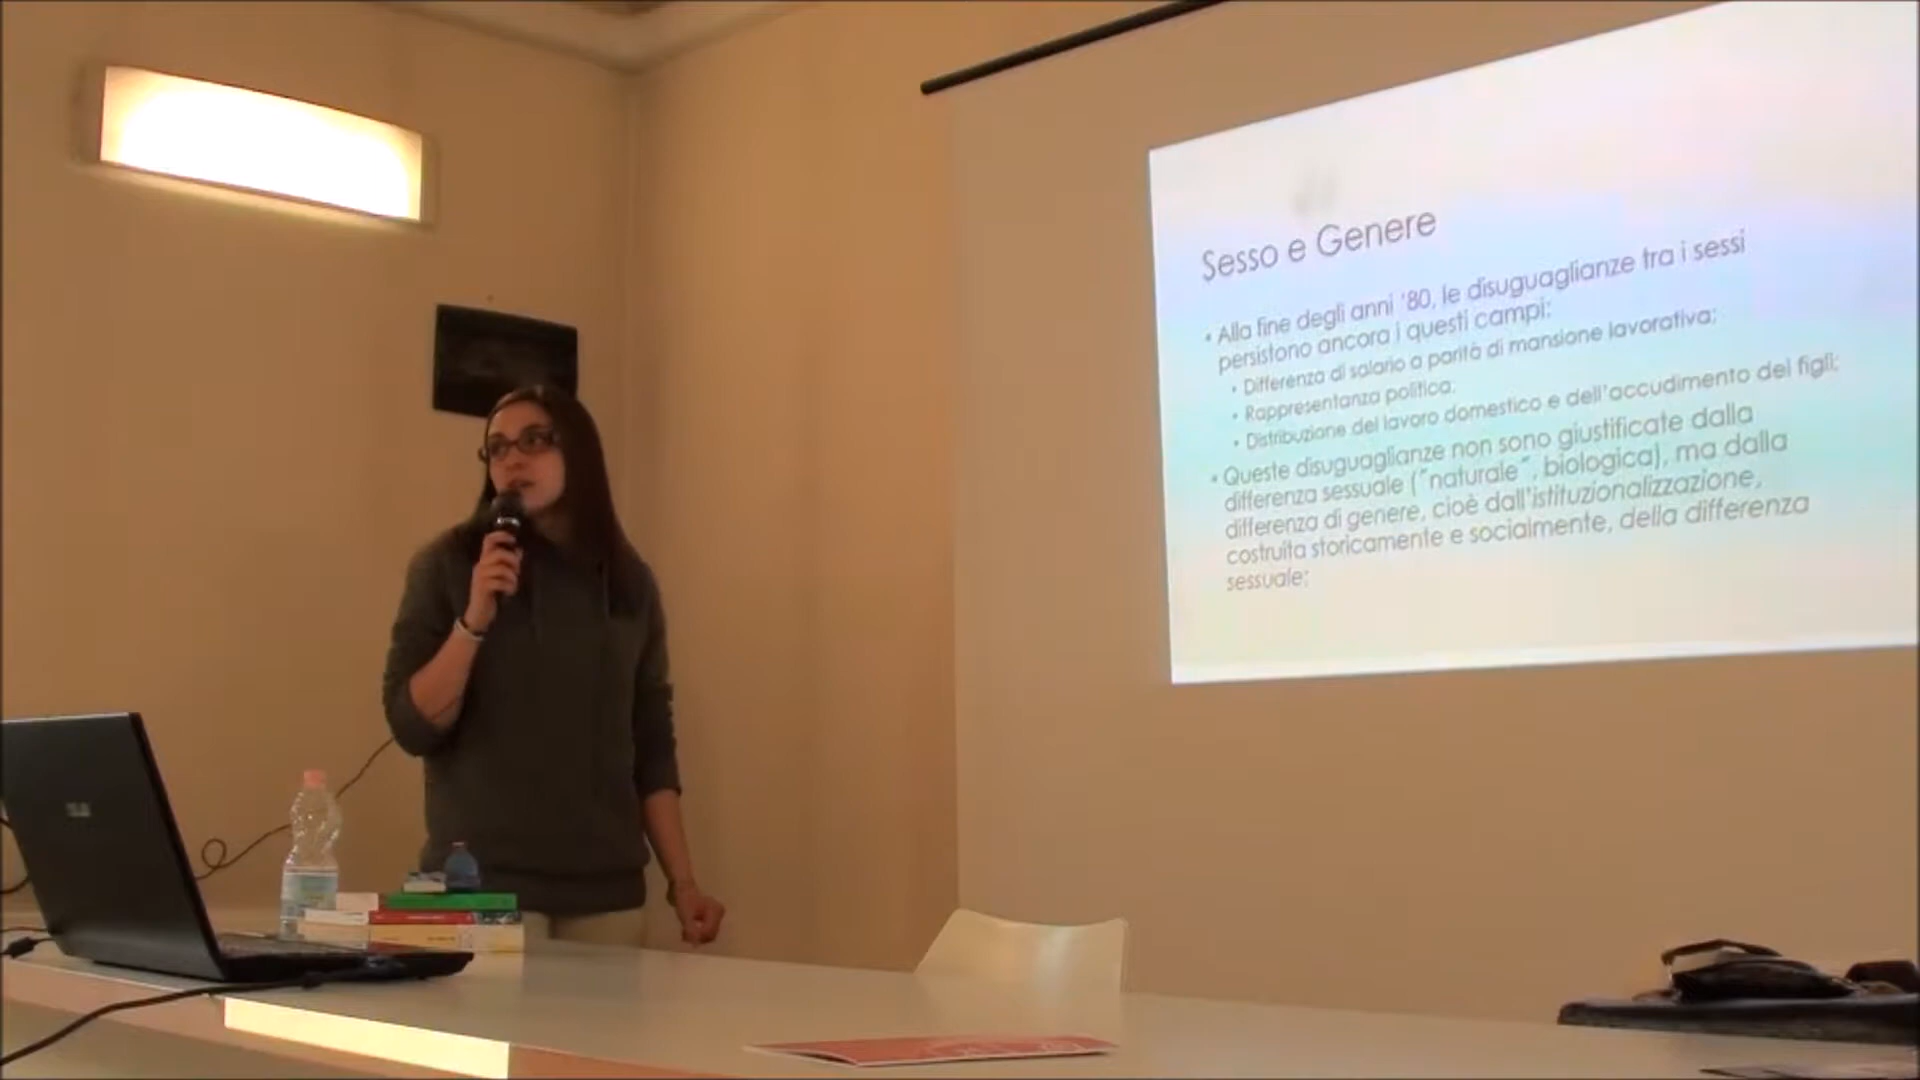 Sesso e Genere
• Alla fine degli anni '80, le disuguaglianze tra i sessi
persistono ancora i questi campi:
• Differenza di salario a parità di mansione lavorativa;
• Rappresentanza politica;
• Distribuzione del lavoro domestico e dell'accudimento dei figli;
• Queste disuguaglianze non sono giustificate dalla
differenza sessuale ("naturale", biologica), ma dalla
differenza di genere, cioè dall'istituzionalizzazione,
costruita storicamente e socialmente, della differenza
sessuale;